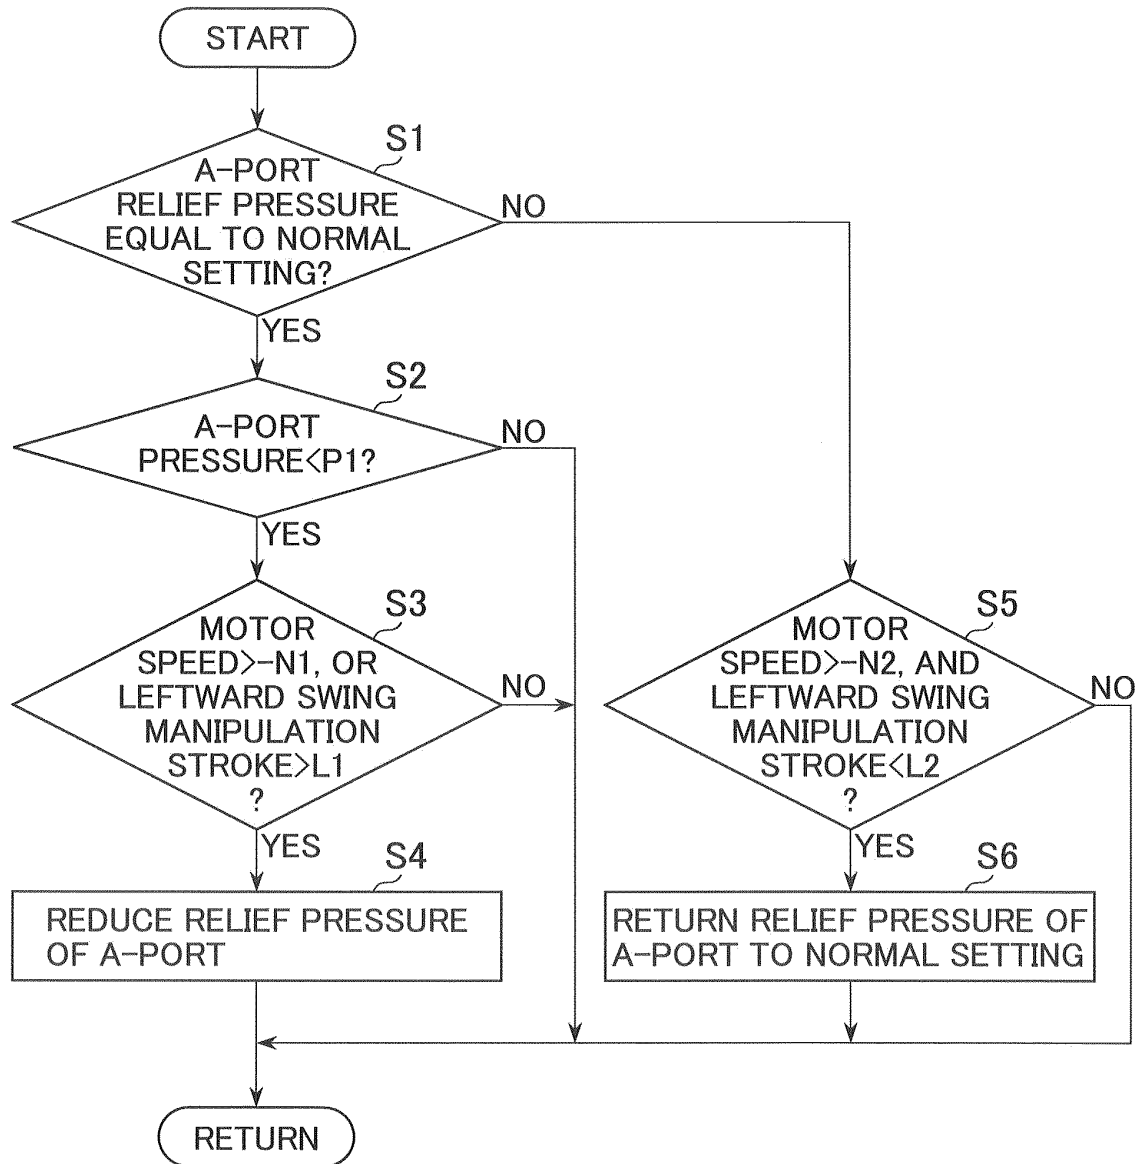 START
S1
A-PORT
RELIEF PRESSURE
EQUAL TO NORMAL
SETTING?
NO
YES
S2
A-PORT
PRESSURE<P1?
NO
YES
S3
MOTOR
SPEED>-N1, OR
LEFTWARD SWING
MANIPULATION
STROKE>L1
?
NO
YES
S4
REDUCE RELIEF PRESSURE
OF A-PORT
S5
MOTOR
SPEED>-N2, AND
LEFTWARD SWING
MANIPULATION
STROKE<L2
?
NO
YES
S6
RETURN RELIEF PRESSURE OF
A-PORT TO NORMAL SETTING
RETURN